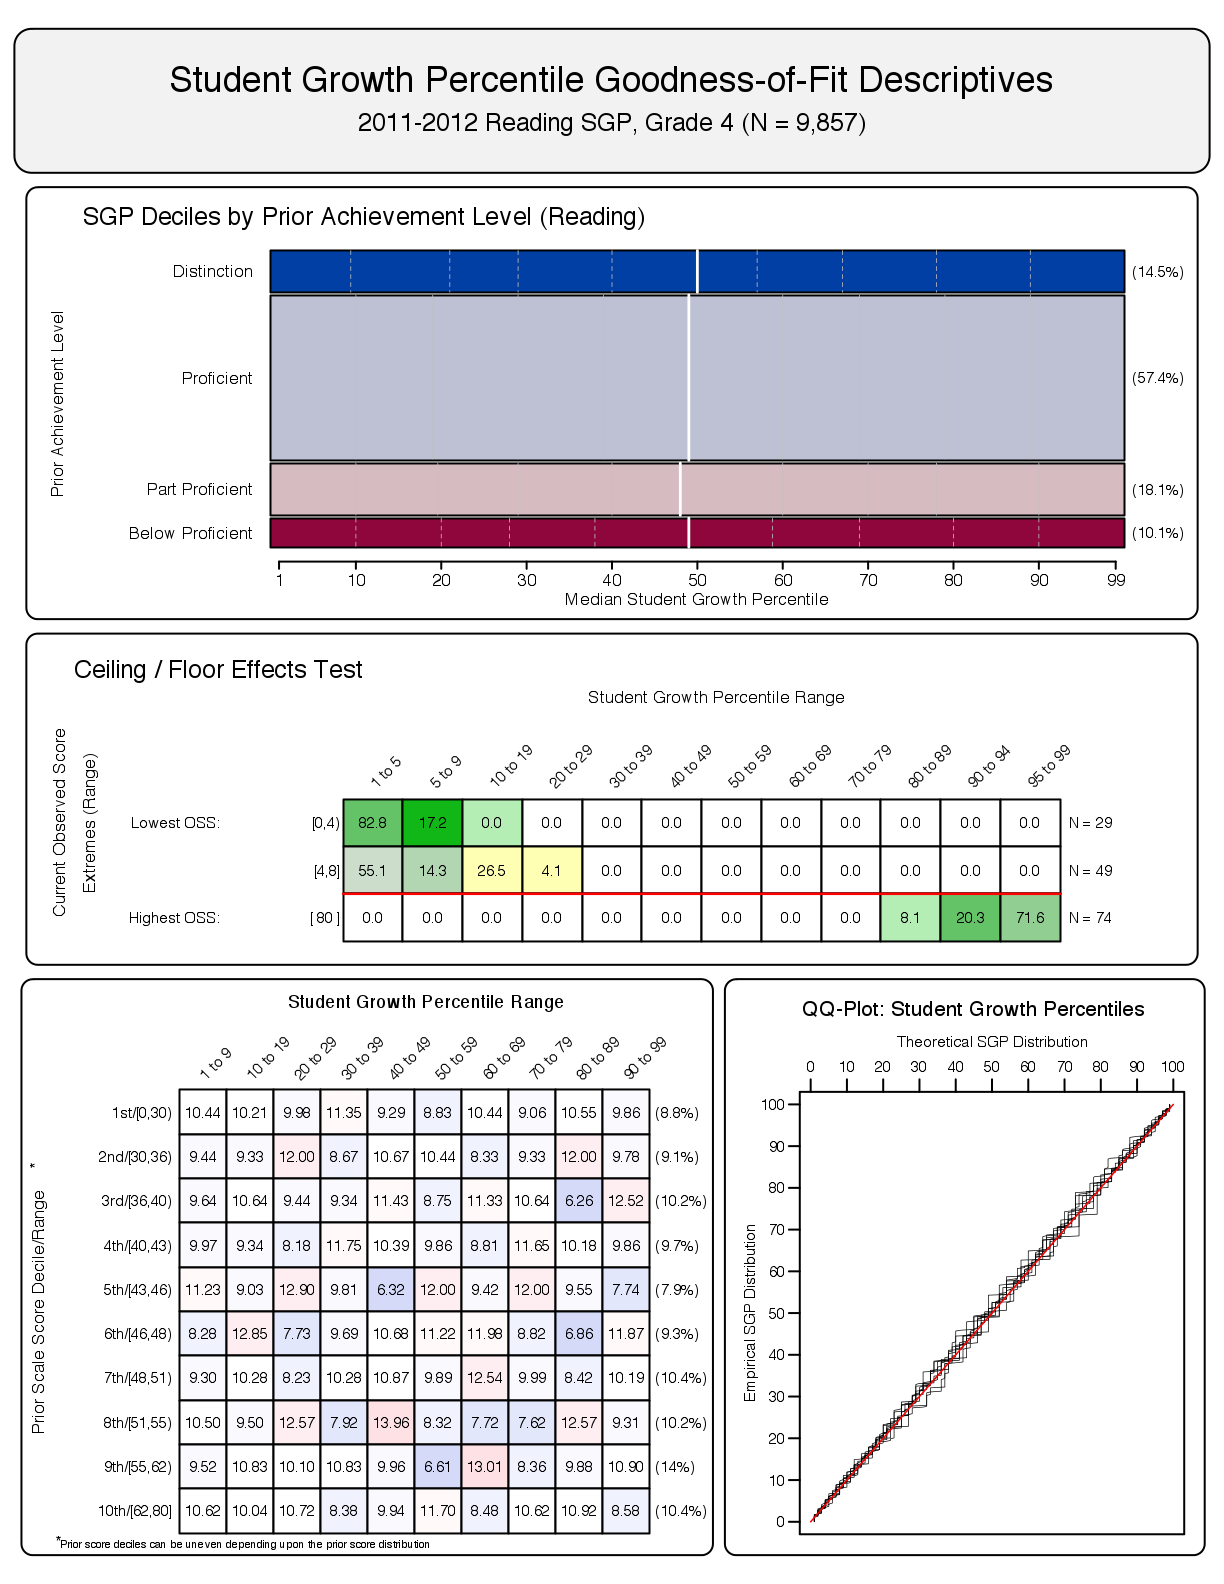 Student Growth Percentile Goodness-of-Fit Descriptives
2011-2012 Reading SGP, Grade 4 (N = 9,857)
SGP Deciles by Prior Achievement Level (Reading)
Prior Achievement Level
Distinction (14.5%)
Proficient (57.4%)
Part Proficient (18.1%)
Below Proficient (10.1%)
1 10 20 30 40 50 60 70 80 90 99
Median Student Growth Percentile
Ceiling / Floor Effects Test
Student Growth Percentile Range
Current Observed Score
Extremes (Range)
1 to 5 5 to 9 10 to 19 20 to 29 30 to 39 40 to 49 50 to 59 60 to 69 70 to 79 80 to 89 90 to 94 95 to 99
Lowest OSS: [0,4) 82.8 17.2 0.0 0.0 0.0 0.0 0.0 0.0 0.0 0.0 0.0 0.0 N = 29
[4,8] 55.1 14.3 26.5 4.1 0.0 0.0 0.0 0.0 0.0 0.0 0.0 0.0 N = 49
Highest OSS: [ 80 ] 0.0 0.0 0.0 0.0 0.0 0.0 0.0 0.0 0.0 8.1 20.3 71.6 N = 74
Student Growth Percentile Range
Prior Scale Score Decile/Range *
1 to 9 10 to 19 20 to 29 30 to 39 40 to 49 50 to 59 60 to 69 70 to 79 80 to 89 90 to 99
1st/[0,30) 10.44 10.21 9.98 11.35 9.29 8.83 10.44 9.06 10.55 9.86 (8.8%)
2nd/[30,36) 9.44 9.33 12.00 8.67 10.67 10.44 8.33 9.33 12.00 9.78 (9.1%)
3rd/[36,40) 9.64 10.64 9.44 9.34 11.43 8.75 11.33 10.64 6.26 12.52 (10.2%)
4th/[40,43) 9.97 9.34 8.18 11.75 10.39 9.86 8.81 11.65 10.18 9.86 (9.7%)
5th/[43,46) 11.23 9.03 12.90 9.81 6.32 12.00 9.42 12.00 9.55 7.74 (7.9%)
6th/[46,48) 8.28 12.85 7.73 9.69 10.68 11.22 11.98 8.82 6.86 11.87 (9.3%)
7th/[48,51) 9.30 10.28 8.23 10.28 10.87 9.89 12.54 9.99 8.42 10.19 (10.4%)
8th/[51,55) 10.50 9.50 12.57 7.92 13.96 8.32 7.72 7.62 12.57 9.31 (10.2%)
9th/[55,62) 9.52 10.83 10.10 10.83 9.96 6.61 13.01 8.36 9.88 10.90 (14%)
10th/[62,80] 10.62 10.04 10.72 8.38 9.94 11.70 8.48 10.62 10.92 8.58 (10.4%)
*Prior score deciles can be uneven depending upon the prior score distribution
QQ-Plot: Student Growth Percentiles
Theoretical SGP Distribution
0 10 20 30 40 50 60 70 80 90 100
Empirical SGP Distribution
100
90
80
70
60
50
40
30
20
10
0